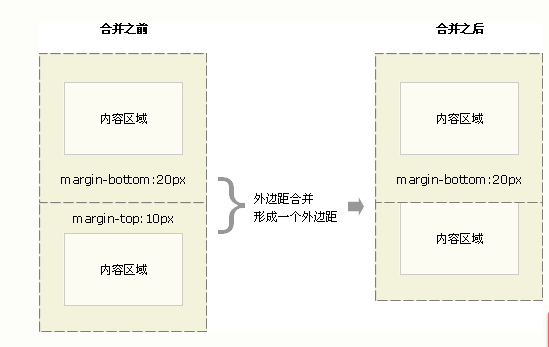 合并之前
合并之后
内容区域
margin-bottom:20px
margin-top:10px
内容区域
外边距合并
形成一个外边距
内容区域
margin-bottom:20px
内容区域